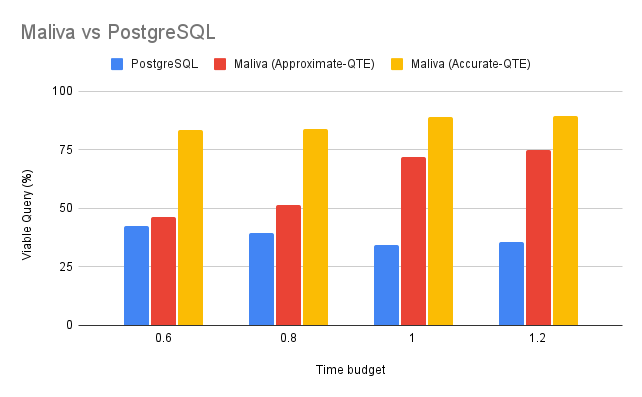 Maliva vs PostgreSQL
PostgreSQL Maliva (Approximate-QTE) Maliva (Accurate-QTE)
100
75
50
25
0
Viable Query (%)
0.6 0.8 1 1.2
Time budget